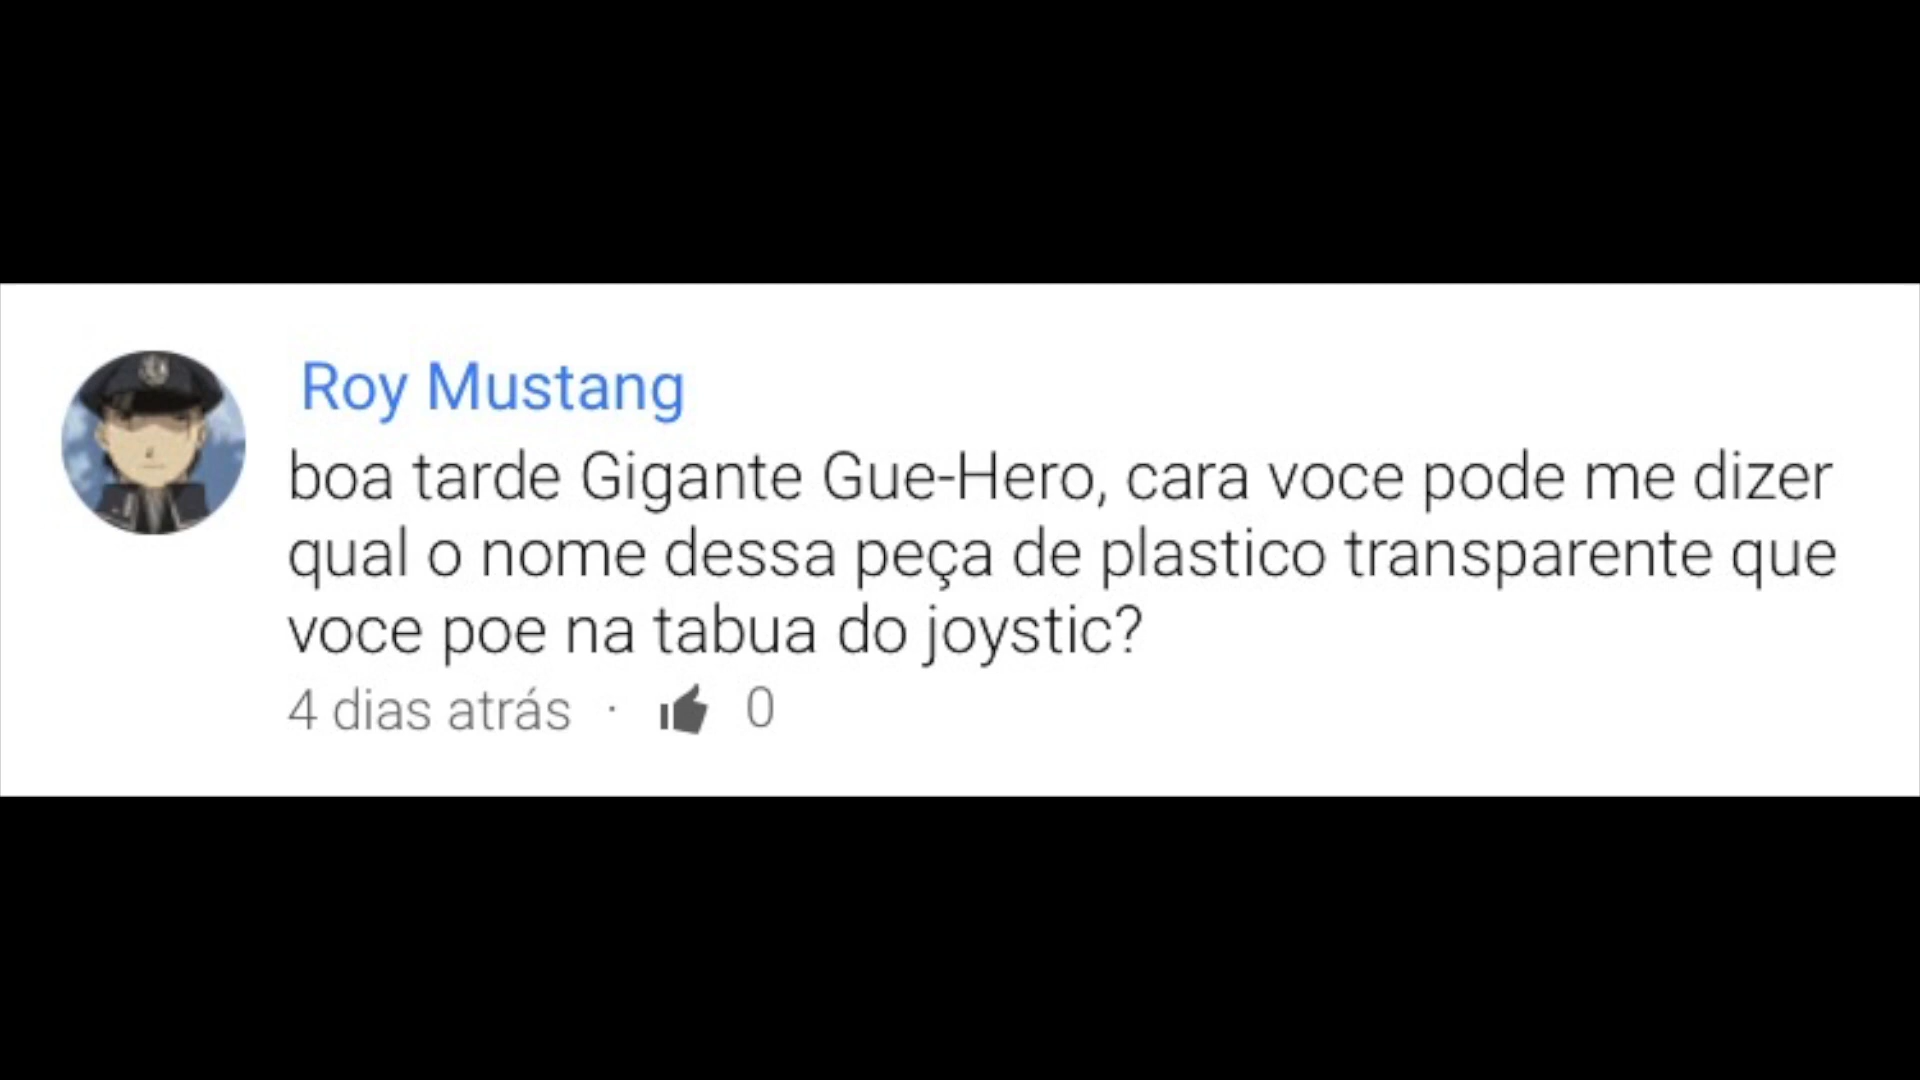 Roy Mustang
boa tarde Gigante Gue-Hero, cara voce pode me dizer
qual o nome dessa peça de plastico transparente que
voce poe na tabua do joystic?
4 dias atrás · 0